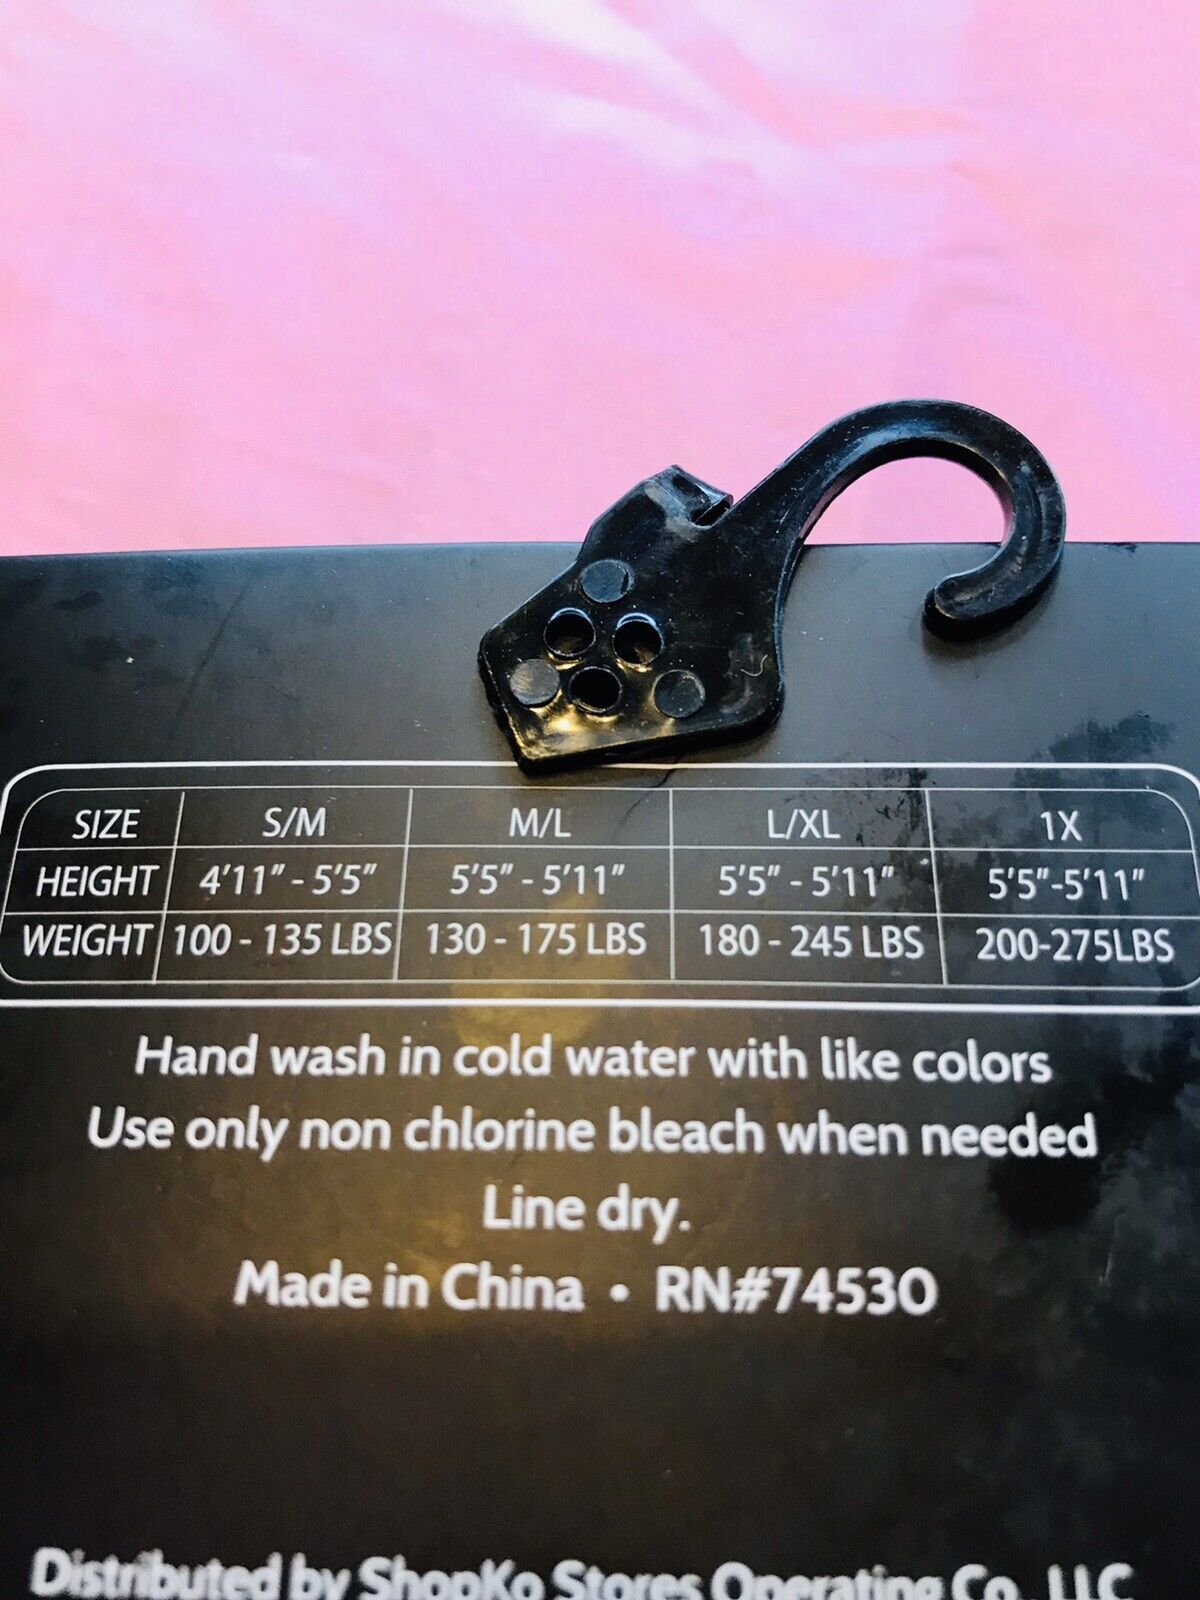 SIZE S/M M/L L/XL 1X
HEIGHT 4'11" - 5'5" 5'5" - 5'11" 5'5" - 5'11" 5'5"-5'11"
WEIGHT 100 - 135 LBS 130 - 175 LBS 180 - 245 LBS 200-275LBS
Hand wash in cold water with like colors
Use only non chlorine bleach when needed
Line dry.
Made in China • RN#74530
Distributed by ShopKo Stores Operating Co., LLC